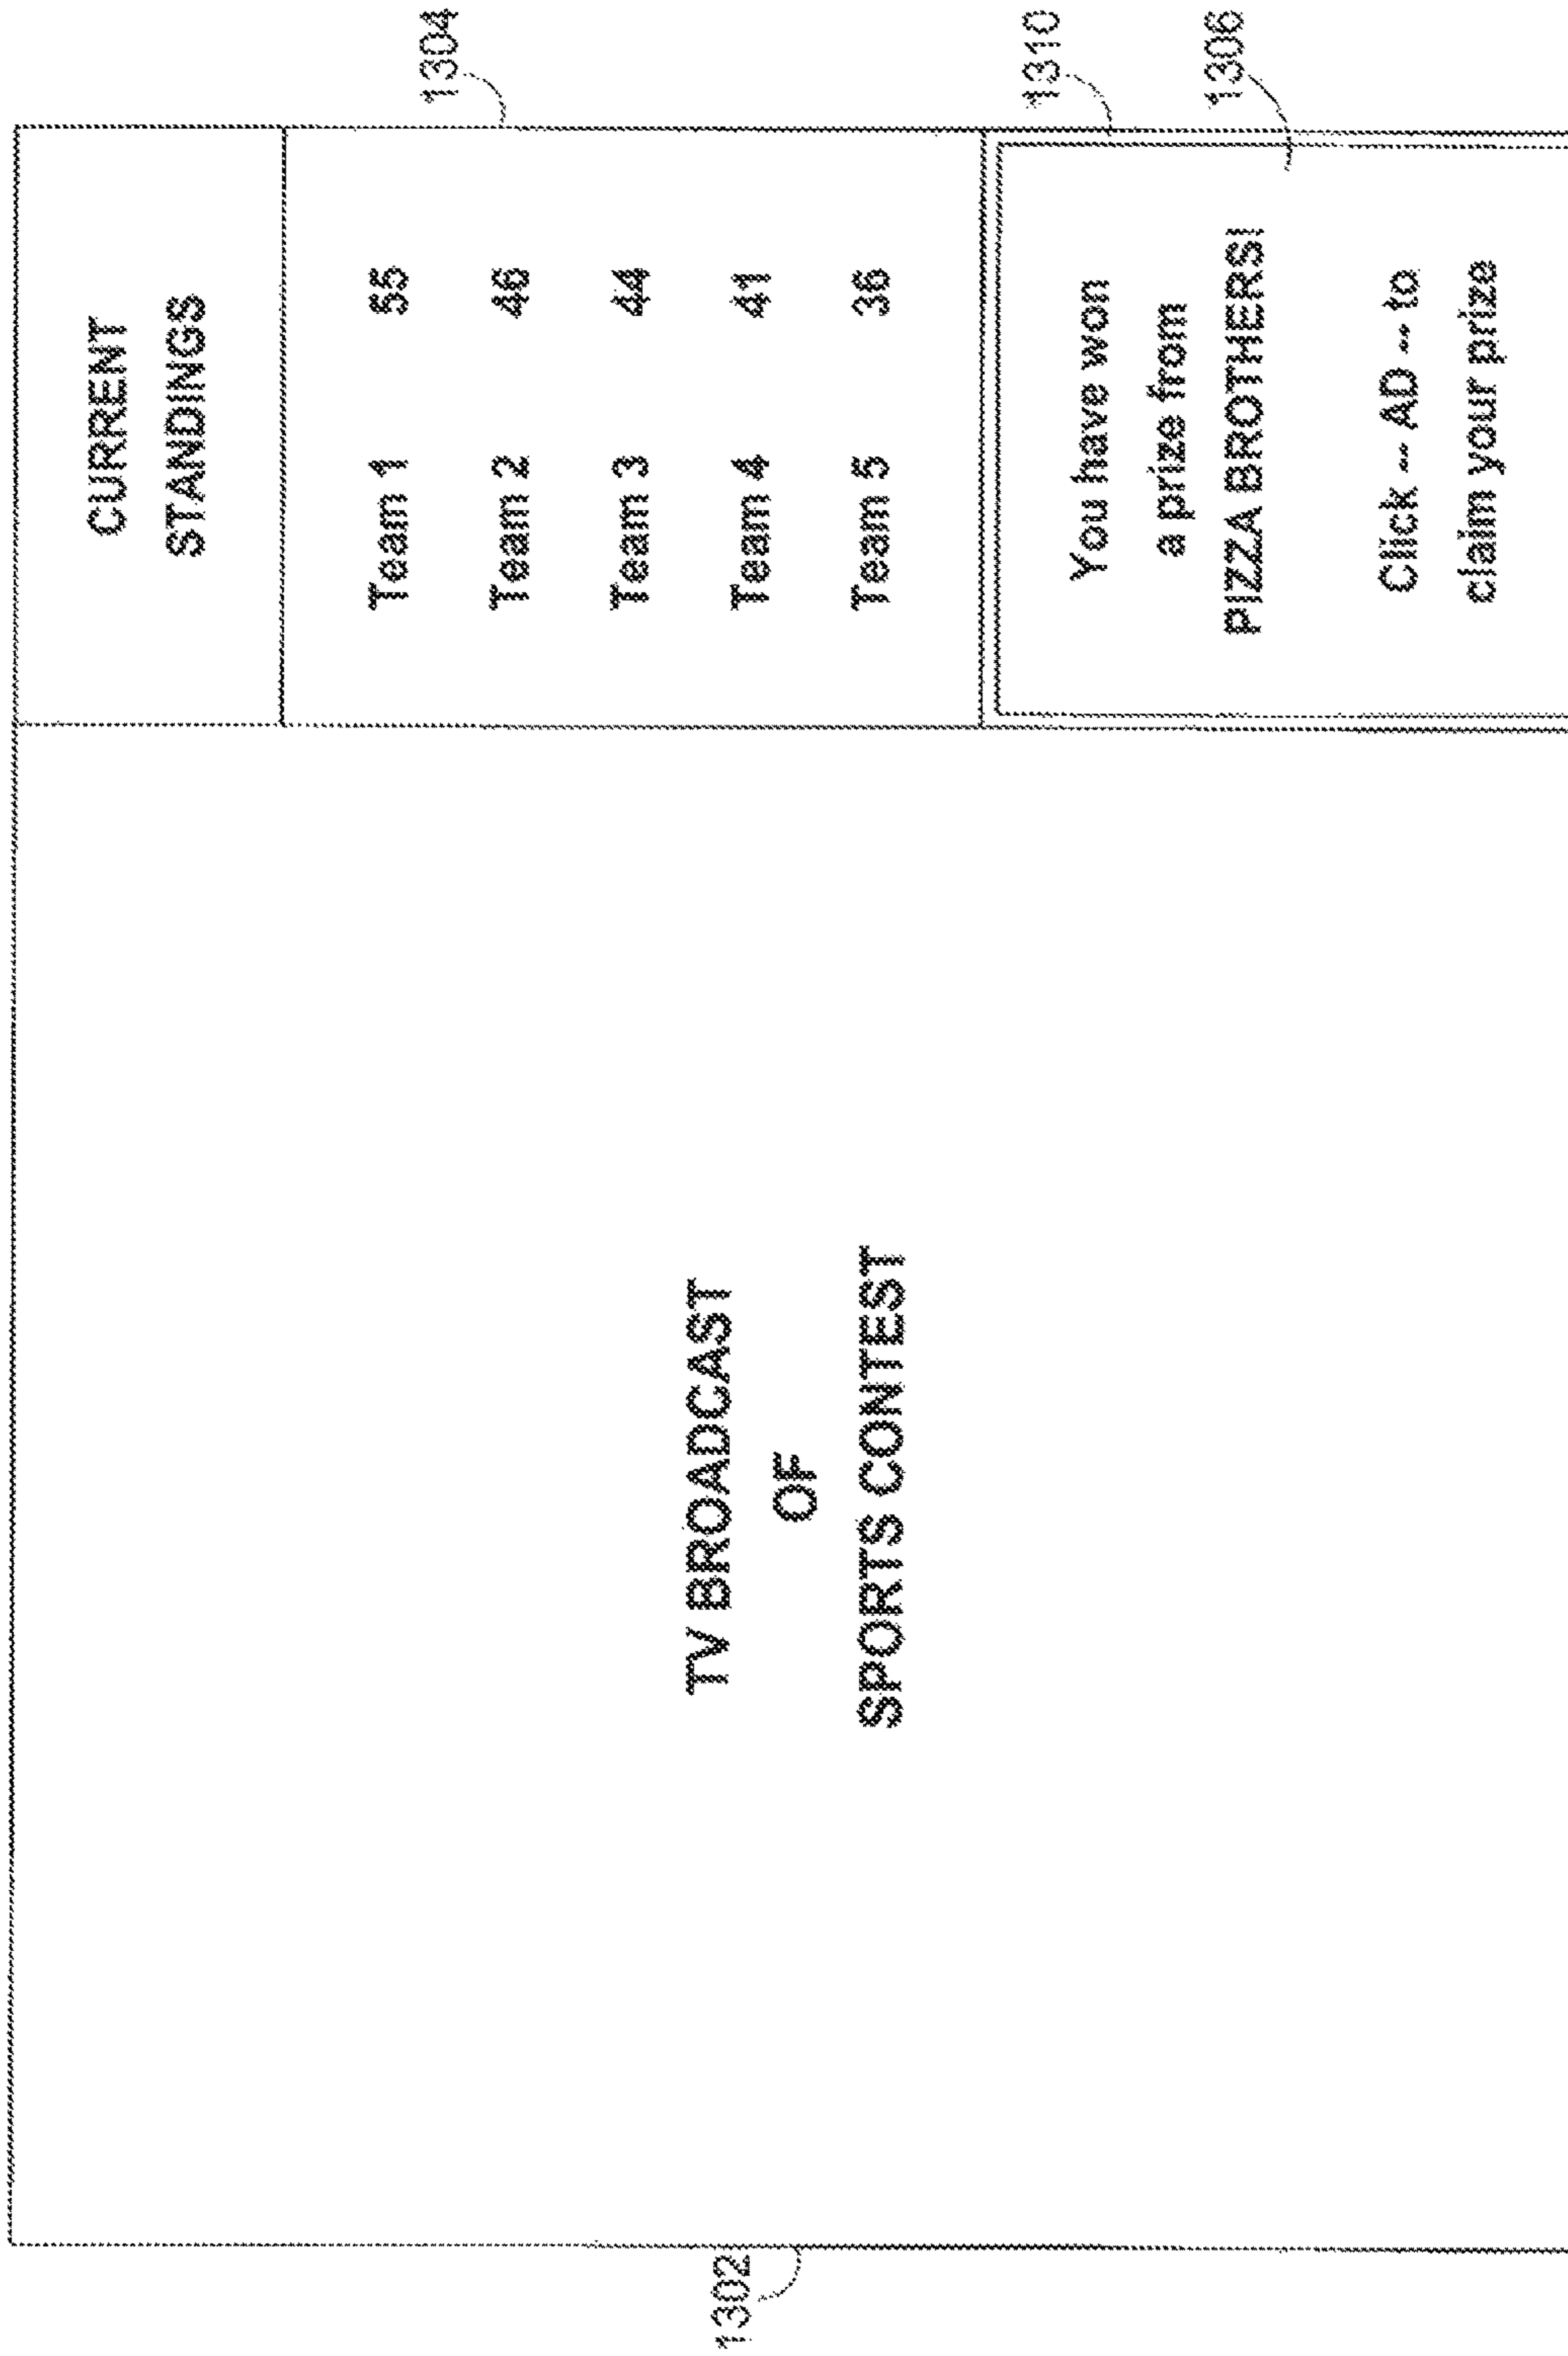 1302
TV BROADCAST
OF
SPORTS CONTEST
CURRENT
STANDINGS
Team 1 55
Team 2 46
Team 3 44
Team 4 41
Team 5 36
1304
1310
You have won
a prize from
PIZZA BROTHERS!
1306
Click -- AD -- to
claim your prize